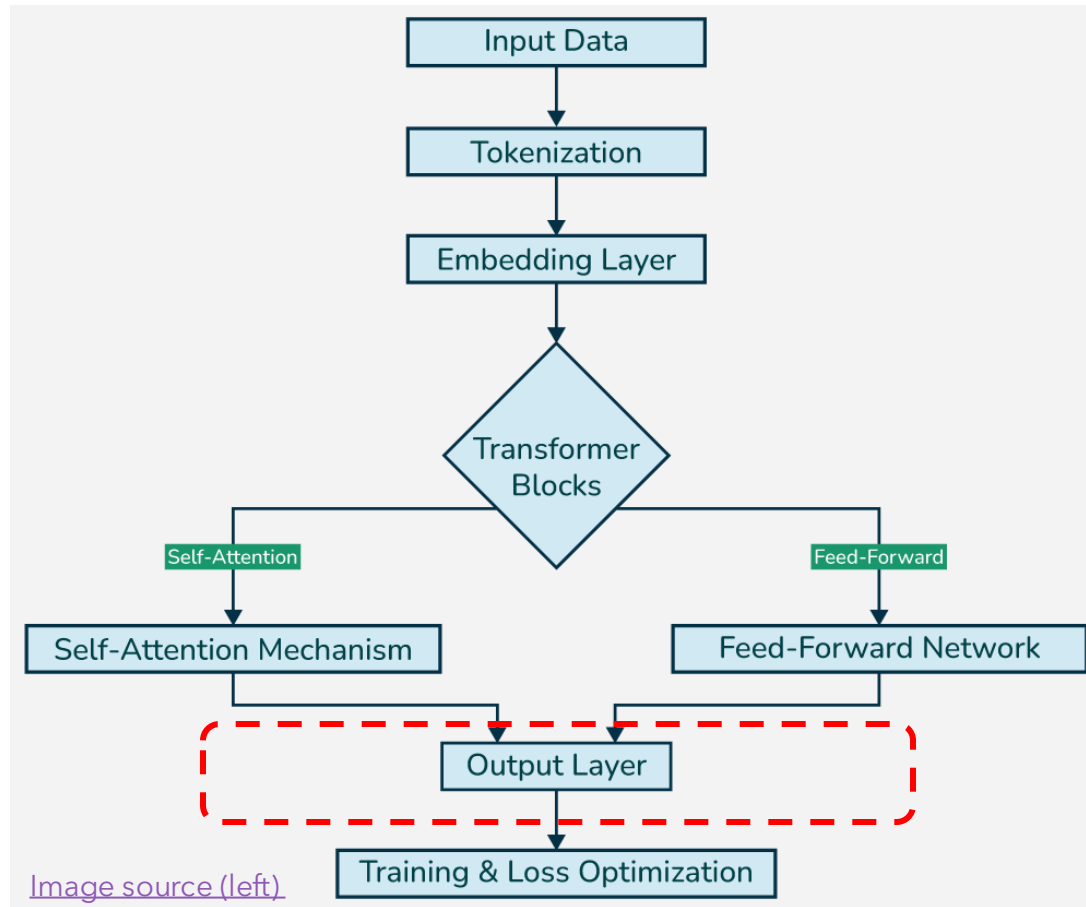 Input Data
Tokenization
Embedding Layer
Transformer
Blocks
Self-Attention
Feed-Forward
Self-Attention Mechanism
Feed-Forward Network
Output Layer
Training & Loss Optimization
Image source (left)